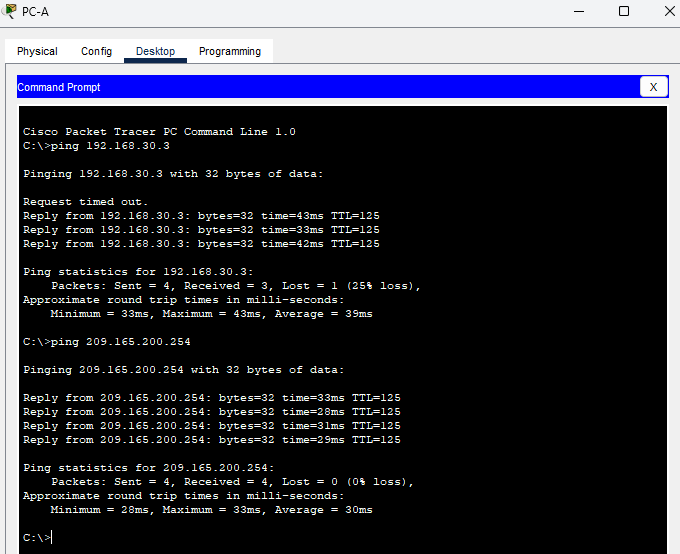 PC-A
Physical Config Desktop Programming
Command Prompt
X
Cisco Packet Tracer PC Command Line 1.0
C:\>ping 192.168.30.3
Pinging 192.168.30.3 with 32 bytes of data:
Request timed out.
Reply from 192.168.30.3: bytes=32 time=43ms TTL=125
Reply from 192.168.30.3: bytes=32 time=33ms TTL=125
Reply from 192.168.30.3: bytes=32 time=42ms TTL=125
Ping statistics for 192.168.30.3:
    Packets: Sent = 4, Received = 3, Lost = 1 (25% loss),
Approximate round trip times in milli-seconds:
    Minimum = 33ms, Maximum = 43ms, Average = 39ms
C:\>ping 209.165.200.254
Pinging 209.165.200.254 with 32 bytes of data:
Reply from 209.165.200.254: bytes=32 time=33ms TTL=125
Reply from 209.165.200.254: bytes=32 time=28ms TTL=125
Reply from 209.165.200.254: bytes=32 time=31ms TTL=125
Reply from 209.165.200.254: bytes=32 time=29ms TTL=125
Ping statistics for 209.165.200.254:
    Packets: Sent = 4, Received = 4, Lost = 0 (0% loss),
Approximate round trip times in milli-seconds:
    Minimum = 28ms, Maximum = 33ms, Average = 30ms
C:\>